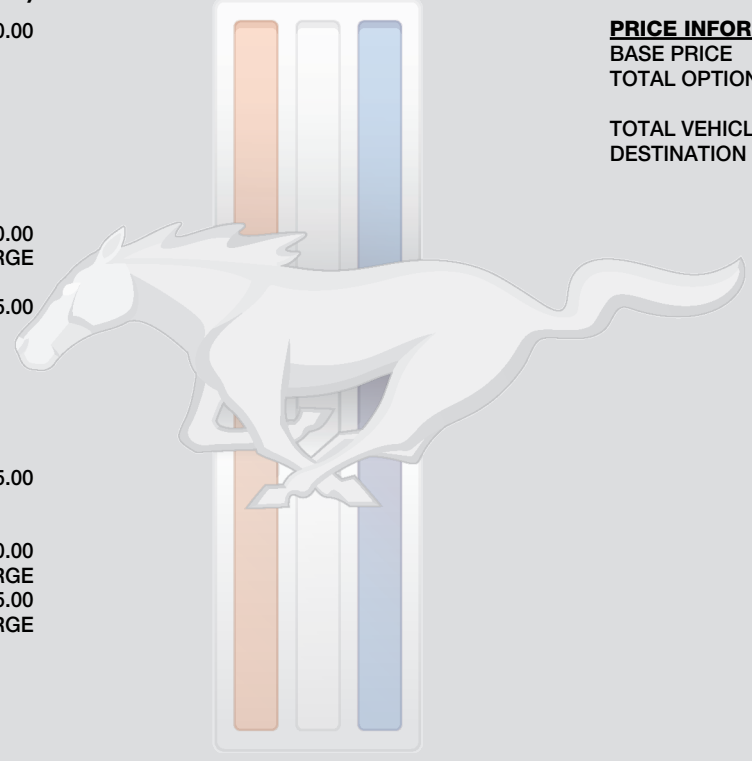 0.00
0.00
RGE
5.00
5.00
0.00
RGE
5.00
RGE
PRICE INFOR
BASE PRICE
TOTAL OPTION
TOTAL VEHICL
DESTINATION